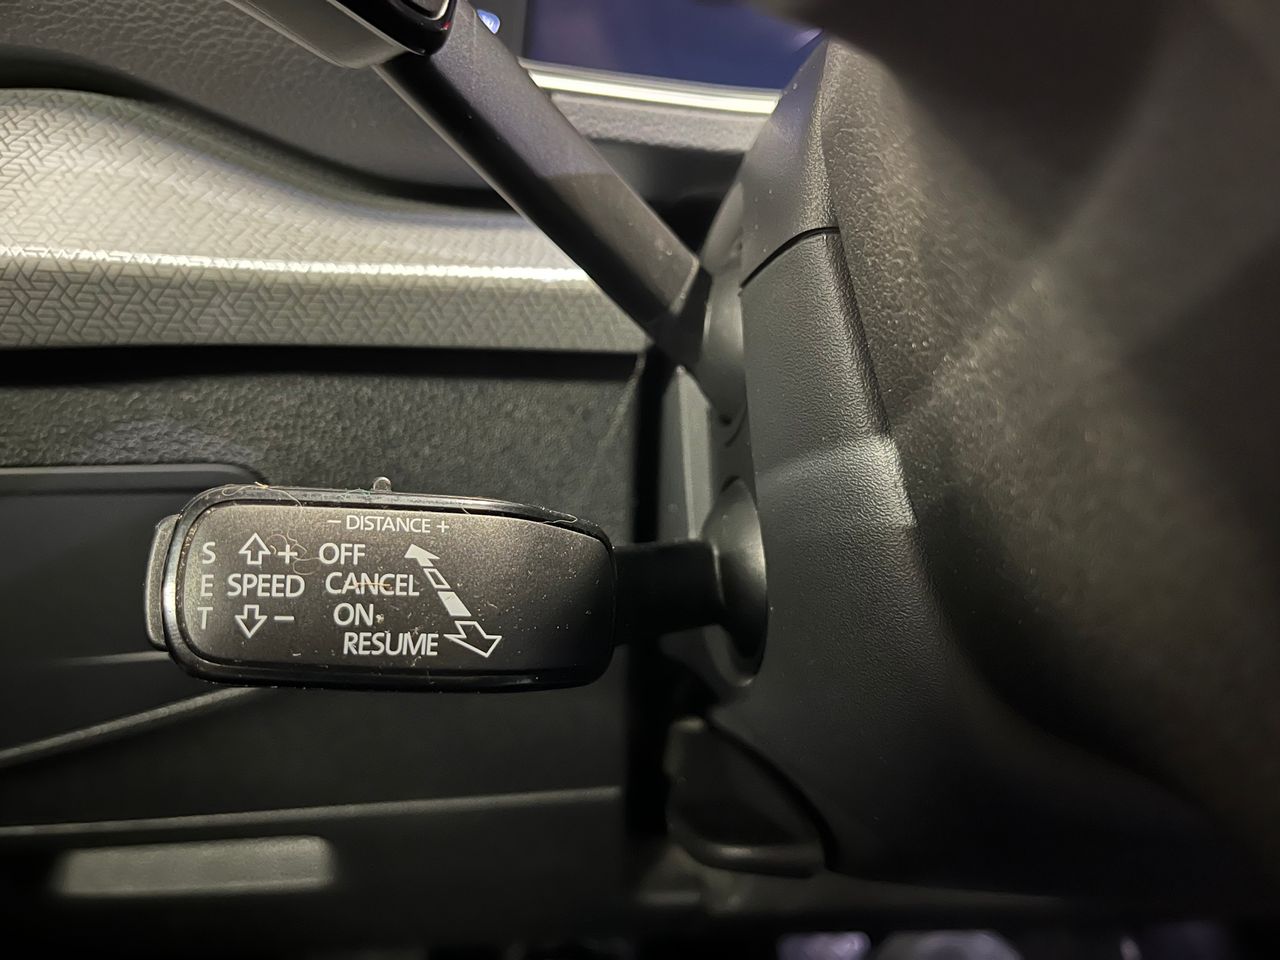 - DISTANCE +
S + OFF
E SPEED CANCEL
T - ON
RESUME